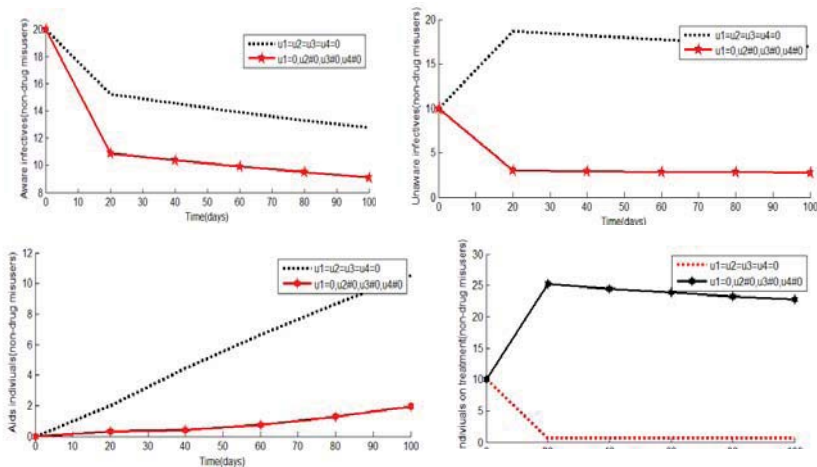 Aware infectives(non-drug misusers)
20
18
16
14
12
10
8
0 10 20 30 40 50 60 70 80 90 100
Time(days)
u1=u2=u3=u4=0
u1=0,u2#0,u3#0,u4#0
Unaware infectives(non-drug misusers)
20
15
10
5
0
0 10 20 30 40 50 60 70 80 90 100
Time(days)
u1=u2=u3=u4=0
u1=0,u2#0,u3#0,u4#0
Aids indiviuals(non-drug misusers)
12
10
8
6
4
2
0
0 10 20 30 40 50 60 70 80 90 100
Time(days)
u1=u2=u3=u4=0
u1=0,u2#0,u3#0,u4#0
ndiviuals on treatment(non-drug misusers)
30
25
20
15
10
5
0
u1=u2=u3=u4=0
u1=0,u2#0,u3#0,u4#0